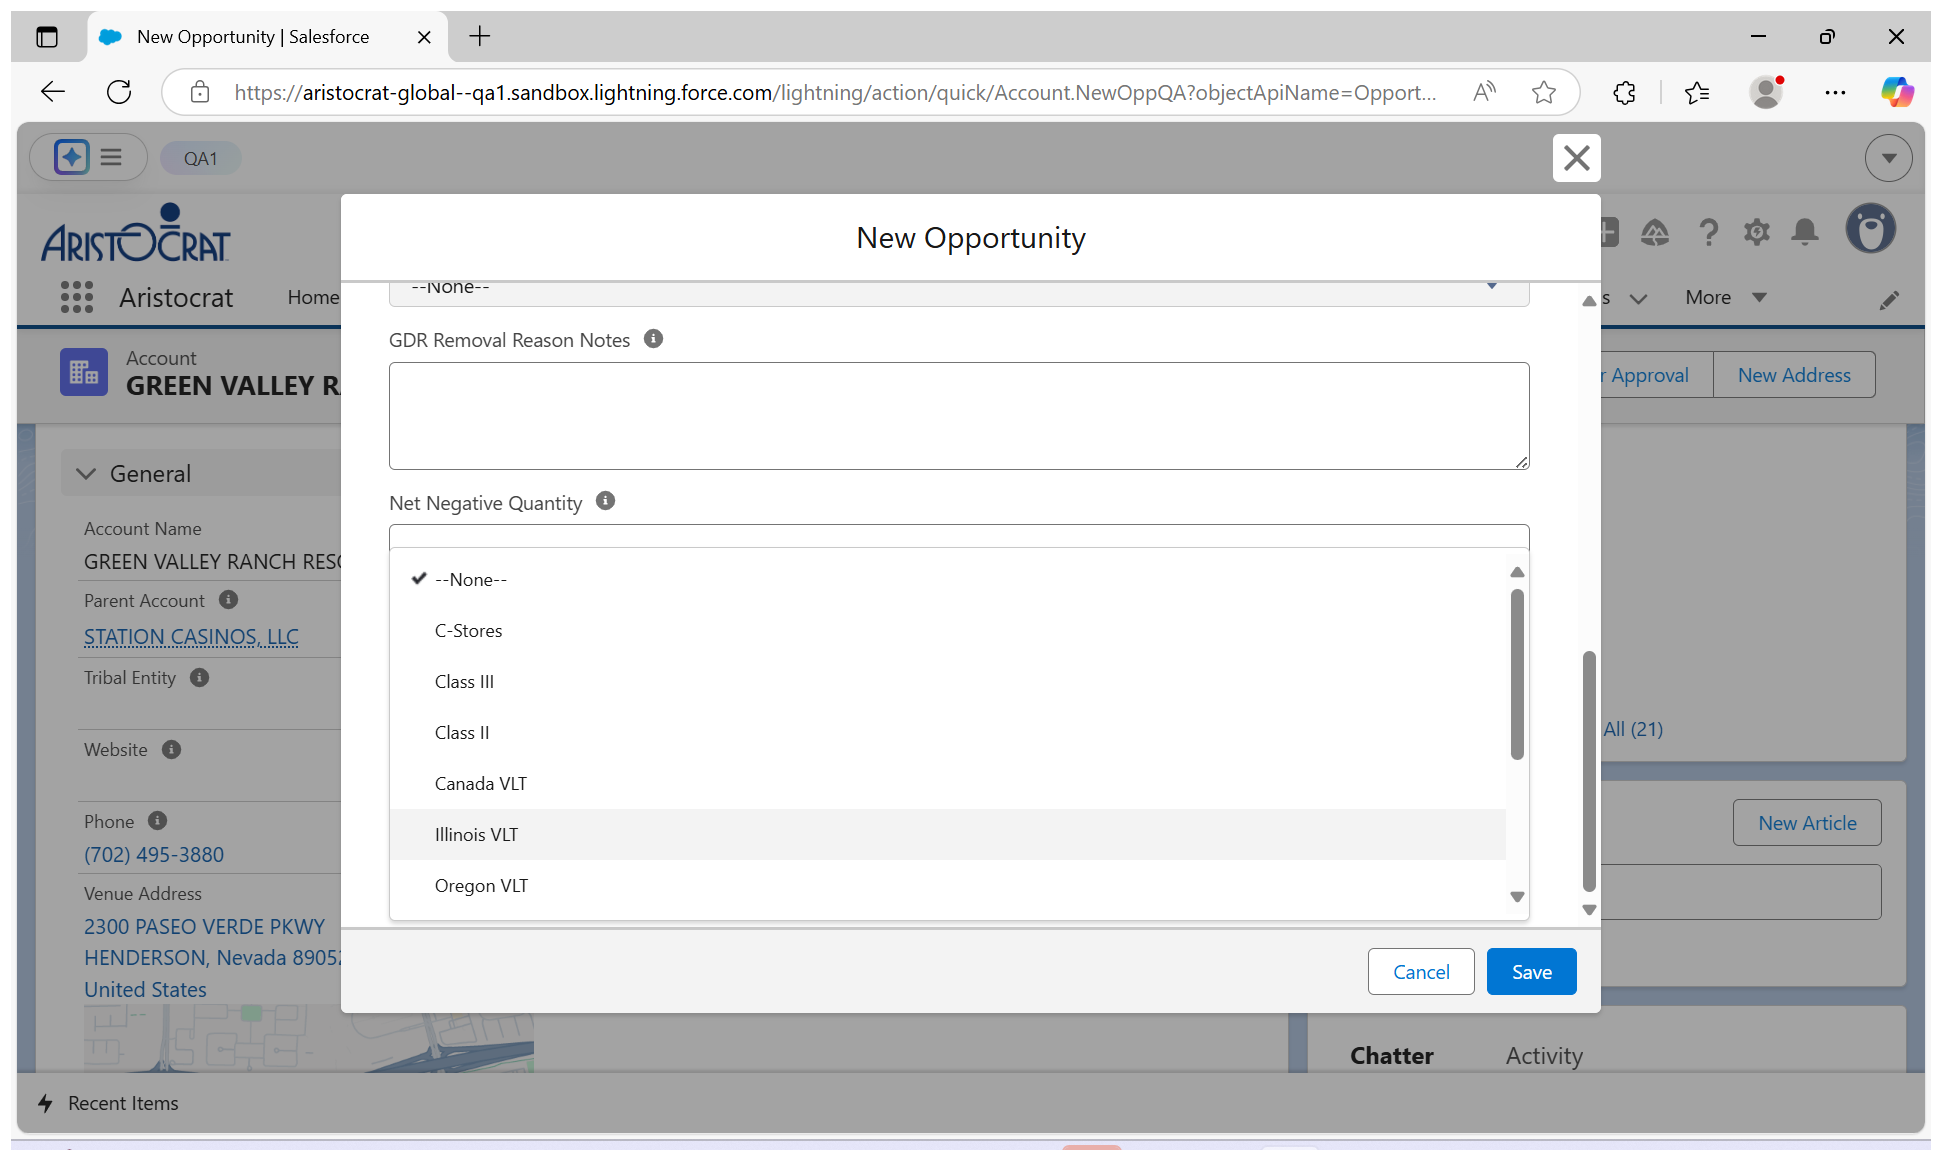 New Opportunity | Salesforce
https://aristocrat-global--qa1.sandbox.lightning.force.com/lightning/action/quick/Account.NewOppQA?objectApiName=Opport...
QA1
New Opportunity
ARISTOCRAT
Aristocrat
Home
s
More
--None--
GDR Removal Reason Notes
Account
GREEN VALLEY R
r Approval
New Address
General
Net Negative Quantity
Account Name
GREEN VALLEY RANCH RESO
Parent Account
STATION CASINOS, LLC
Tribal Entity
Website
Phone
(702) 495-3880
Venue Address
2300 PASEO VERDE PKWY
HENDERSON, Nevada 89052
United States
--None--
C-Stores
Class III
Class II
Canada VLT
Illinois VLT
Oregon VLT
All (21)
New Article
Cancel
Save
Chatter
Activity
Recent Items